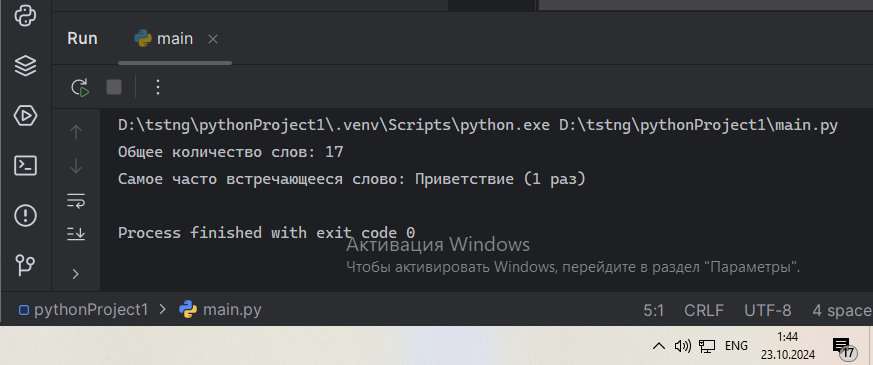 Run
main
D:\tstng\pythonProject1\.venv\Scripts\python.exe D:\tstng\pythonProject1\main.py
Общее количество слов: 17
Самое часто встречающееся слово: Приветствие (1 раз)
Process finished with exit code 0
Активация Windows
Чтобы активировать Windows, перейдите в раздел "Параметры".
pythonProject1 > main.py 5:1 CRLF UTF-8 4 space
ENG
1:44
23.10.2024
17